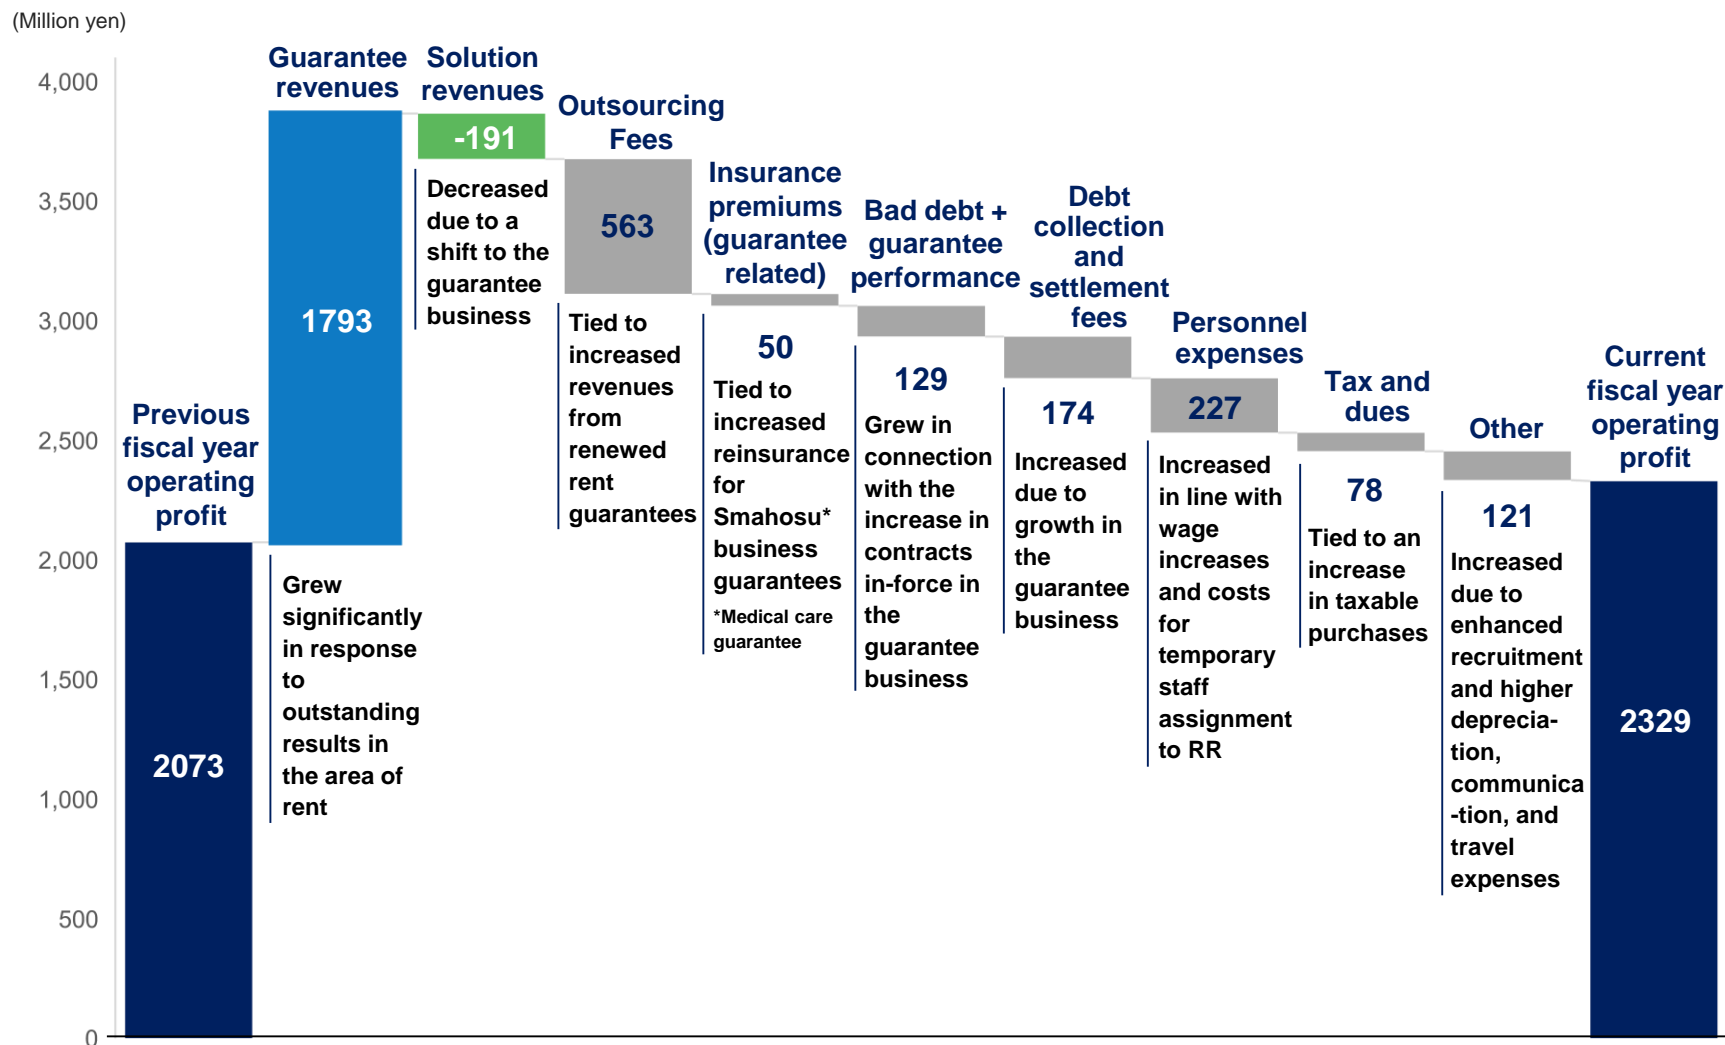 (Million yen)
4,000
3,500
3,000
2,500
2,000
1,500
1,000
500
0
Previous
fiscal year
operating
profit
2073
Guarantee
revenues
1793
Grew
significantly
in response
to
outstanding
results in
the area of
rent
Solution
revenues
-191
Decreased
due to a
shift to the
guarantee
business
Outsourcing
Fees
563
Tied to
increased
revenues
from
renewed
rent
guarantees
Insurance
premiums
(guarantee
related)
50
Tied to
increased
reinsurance
for
Smahosu*
business
guarantees
*Medical care
guarantee
Bad debt +
guarantee
performance
129
Grew in
connection
with the
increase in
contracts
in-force in
the
guarantee
business
Debt
collection
and
settlement
fees
174
Increased
due to
growth in
the
guarantee
business
Personnel
expenses
227
Increased
in line with
wage
increases
and costs
for
temporary
staff
assignment
to RR
Tax and
dues
78
Tied to an
increase
in taxable
purchases
Other
121
Increased
due to
enhanced
recruitment
and higher
deprecia-
tion,
communica
-tion, and
travel
expenses
Current
fiscal year
operating
profit
2329